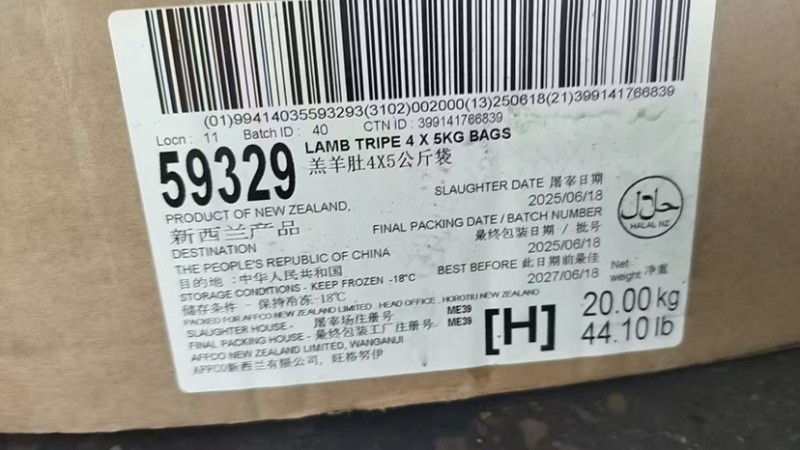 (01)99414035593293(3102)002000(13)250618(21)399141766839
Locn : 11 Batch ID : 40 CTN ID : 399141766839
59329
LAMB TRIPE 4 X 5KG BAGS
羔羊肚4X5公斤袋
PRODUCT OF NEW ZEALAND,
新西兰产品
SLAUGHTER DATE 屠宰日期
2025/06/18
FINAL PACKING DATE / BATCH NUMBER
最终包装日期 / 批号
2025/06/18
BEST BEFORE 此日期前最佳
2027/06/18
حلال
HALAL NZ
DESTINATION
THE PEOPLE'S REPUBLIC OF CHINA
目的地 :中华人民共和国
STORAGE CONDITIONS - KEEP FROZEN -18℃
储存条件 - 保持冷冻-18℃
PACKED FOR AFFCO NEW ZEALAND LIMITED , HEAD OFFICE , HOROTIU NEW ZEALAND
SLAUGHTER HOUSE - 屠宰场注册号 ME39
FINAL PACKING HOUSE - 最终包装工厂注册号 ME39
AFFCO NEW ZEALAND LIMITED, WANGANUI
AFFCO新西兰有限公司, 旺格努伊
[H]
Net weight 净重
20.00 kg
44.10 lb